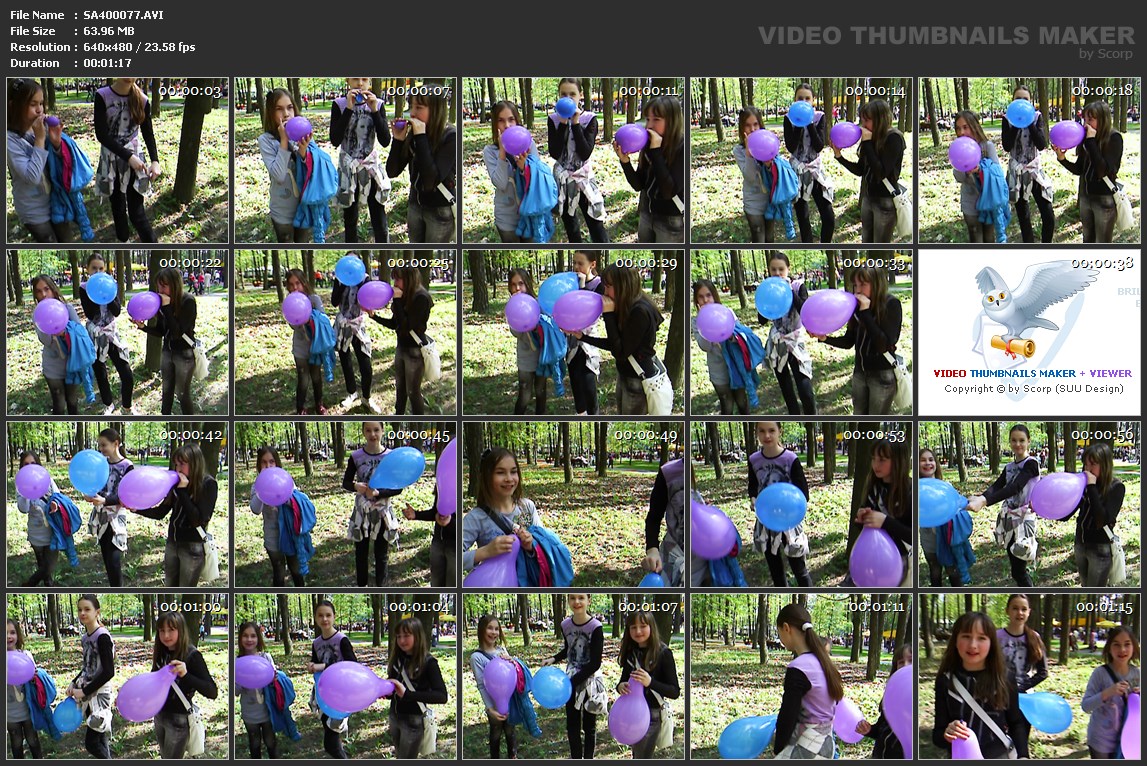 File Name : SA400077.AVI
File Size : 63.96 MB
Resolution : 640x480 / 23.58 fps
Duration : 00:01:17
VIDEO THUMBNAILS MAKER
by Scorp
00:00:03
00:00:07
00:00:11
00:00:14
00:00:18
00:00:22
00:00:25
00:00:29
00:00:33
00:00:38
VIDEO THUMBNAILS MAKER + VIEWER
Copyright © by Scorp (SUU Design)
00:00:42
00:00:45
00:00:49
00:00:53
00:00:56
00:01:00
00:01:04
00:01:07
00:01:11
00:01:15